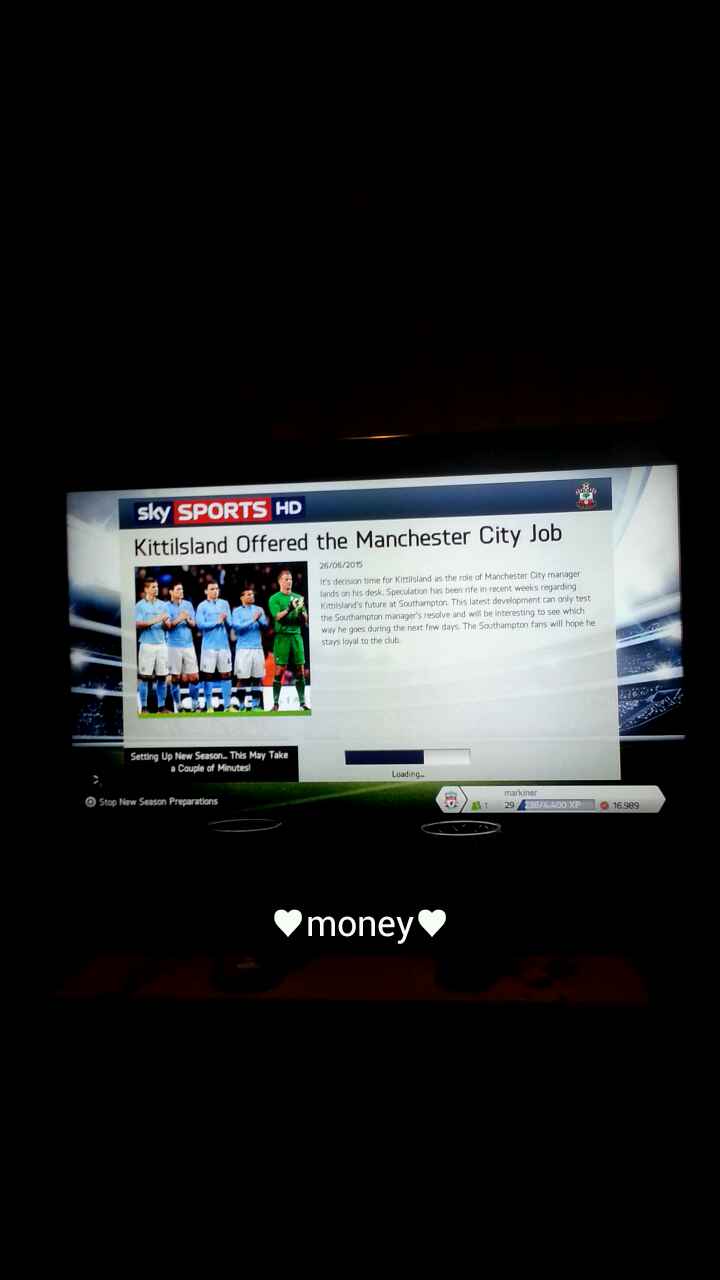 sky SPORTS HD
Kittilsland Offered the Manchester City Job
26/06/2015
It's decision time for Kittilsland as the role of Manchester City manager
lands on his desk. Speculation has been rife in recent weeks regarding
Kittilsland's future at Southampton. This latest development can only test
the Southampton manager's resolve and will be interesting to see which
way he goes during the next few days. The Southampton fans will hope he
stays loyal to the club.
Setting Up New Season... This May Take
a Couple of Minutes!
Loading...
Stop New Season Preparations
markiner
1 29 /4,400 XP 16.989
♥money♥